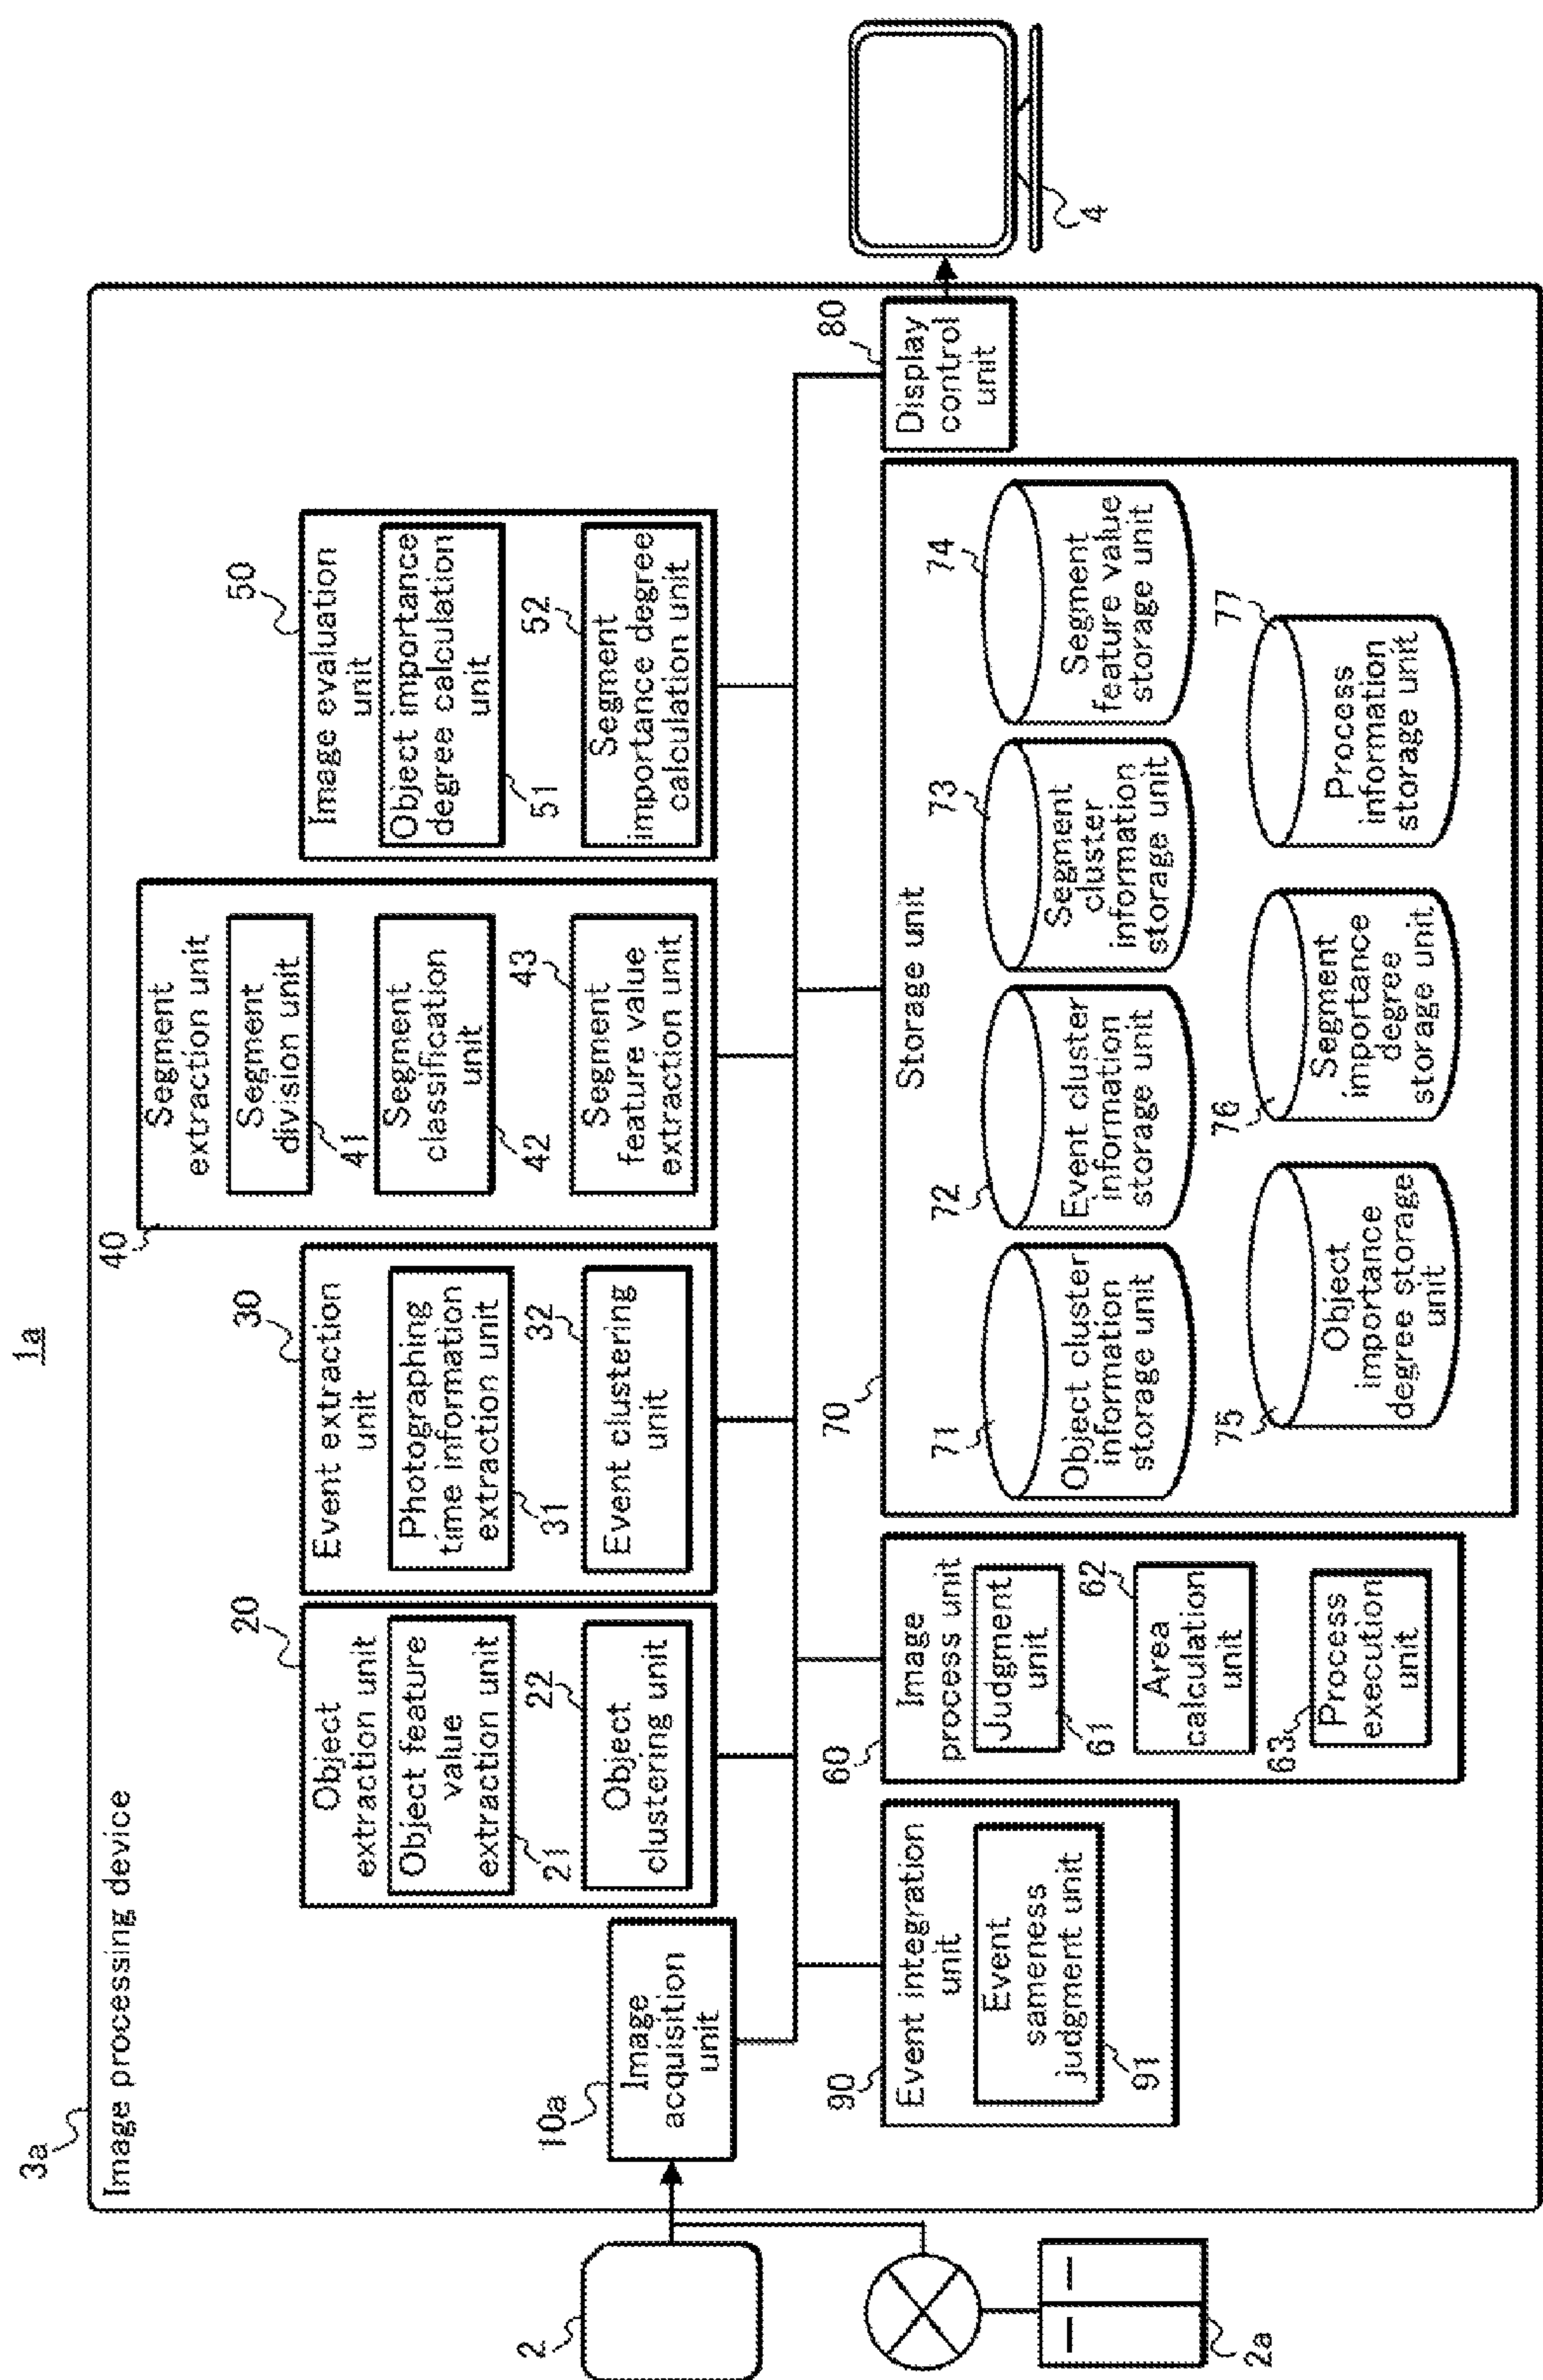 1a
3a
Image processing device
2
2a
10a
Image
acquisition
unit
20
Object
extraction unit
Object feature
value
extraction unit
21
22
Object
clustering unit
30
Event extraction
unit
Photographing
time information
extraction unit
31
32
Event clustering
unit
40
Segment
extraction unit
Segment
division unit
41
Segment
classification
unit
42
43
Segment
feature value
extraction unit
50
Image evaluation
unit
Object importance
degree calculation
unit
51
52
Segment
importance degree
calculation unit
90
Event integration
unit
Event
sameness
judgment unit
91
60
Image
process unit
Judgment
unit
61
62
Area
calculation
unit
63
Process
execution
unit
70
Storage unit
71
Object cluster
information
storage unit
72
Event cluster
information
storage unit
73
Segment
cluster
information
storage unit
74
Segment
feature value
storage unit
75
Object
importance
degree storage
unit
76
Segment
importance
degree
storage unit
77
Process
information
storage unit
80
Display
control
unit
4